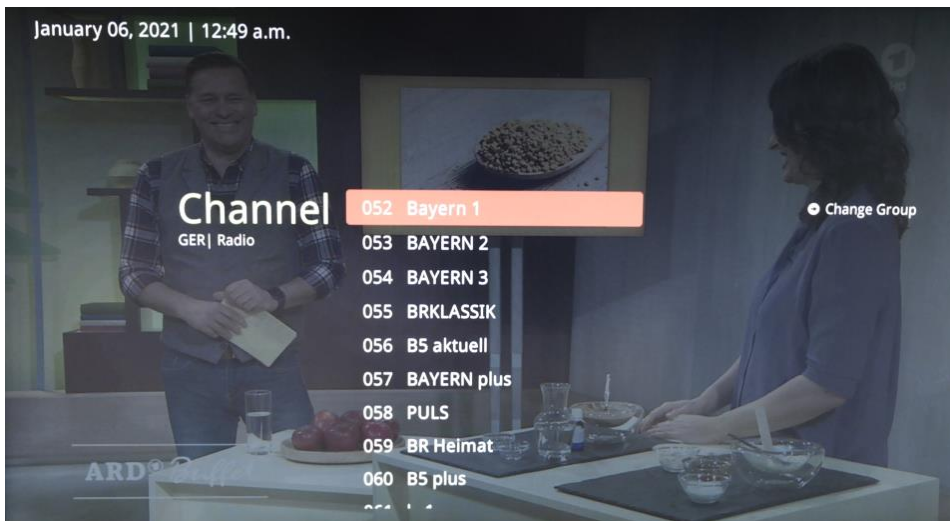 January 06, 2021 | 12:49 a.m.
Channel
GER| Radio
052 Bayern 1
053 BAYERN 2
054 BAYERN 3
055 BRKLASSIK
056 B5 aktuell
057 BAYERN plus
058 PULS
059 BR Heimat
060 B5 plus
Change Group
ARD Buffet